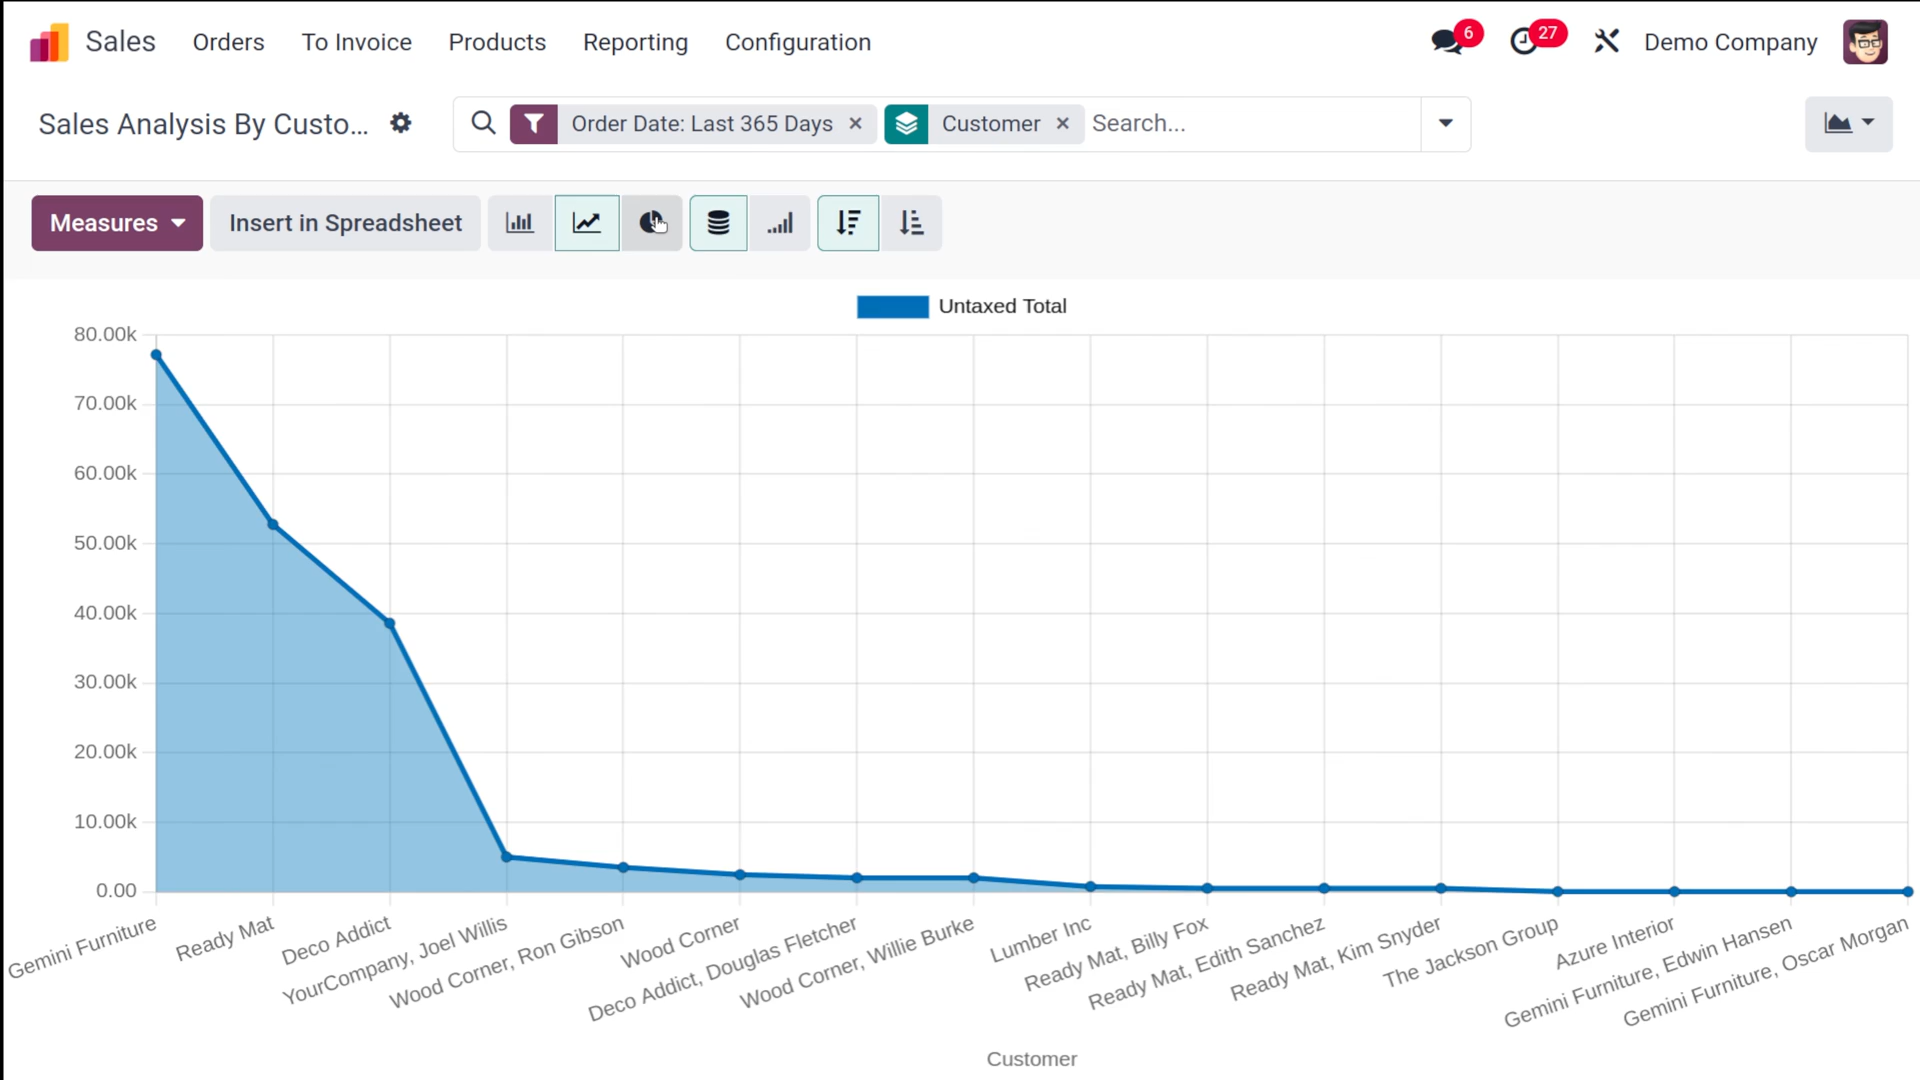 Sales Orders To Invoice Products Reporting Configuration 6 27 Demo Company
Sales Analysis By Custo... Order Date: Last 365 Days × Customer × Search...
Measures Insert in Spreadsheet
Untaxed Total
80.00k
70.00k
60.00k
50.00k
40.00k
30.00k
20.00k
10.00k
0.00
Gemini Furniture
Ready Mat
Deco Addict
YourCompany, Joel Willis
Wood Corner, Ron Gibson
Wood Corner
Deco Addict, Douglas Fletcher
Wood Corner, Willie Burke
Lumber Inc
Ready Mat, Billy Fox
Ready Mat, Edith Sanchez
Ready Mat, Kim Snyder
The Jackson Group
Azure Interior
Gemini Furniture, Edwin Hansen
Gemini Furniture, Oscar Morgan
Customer